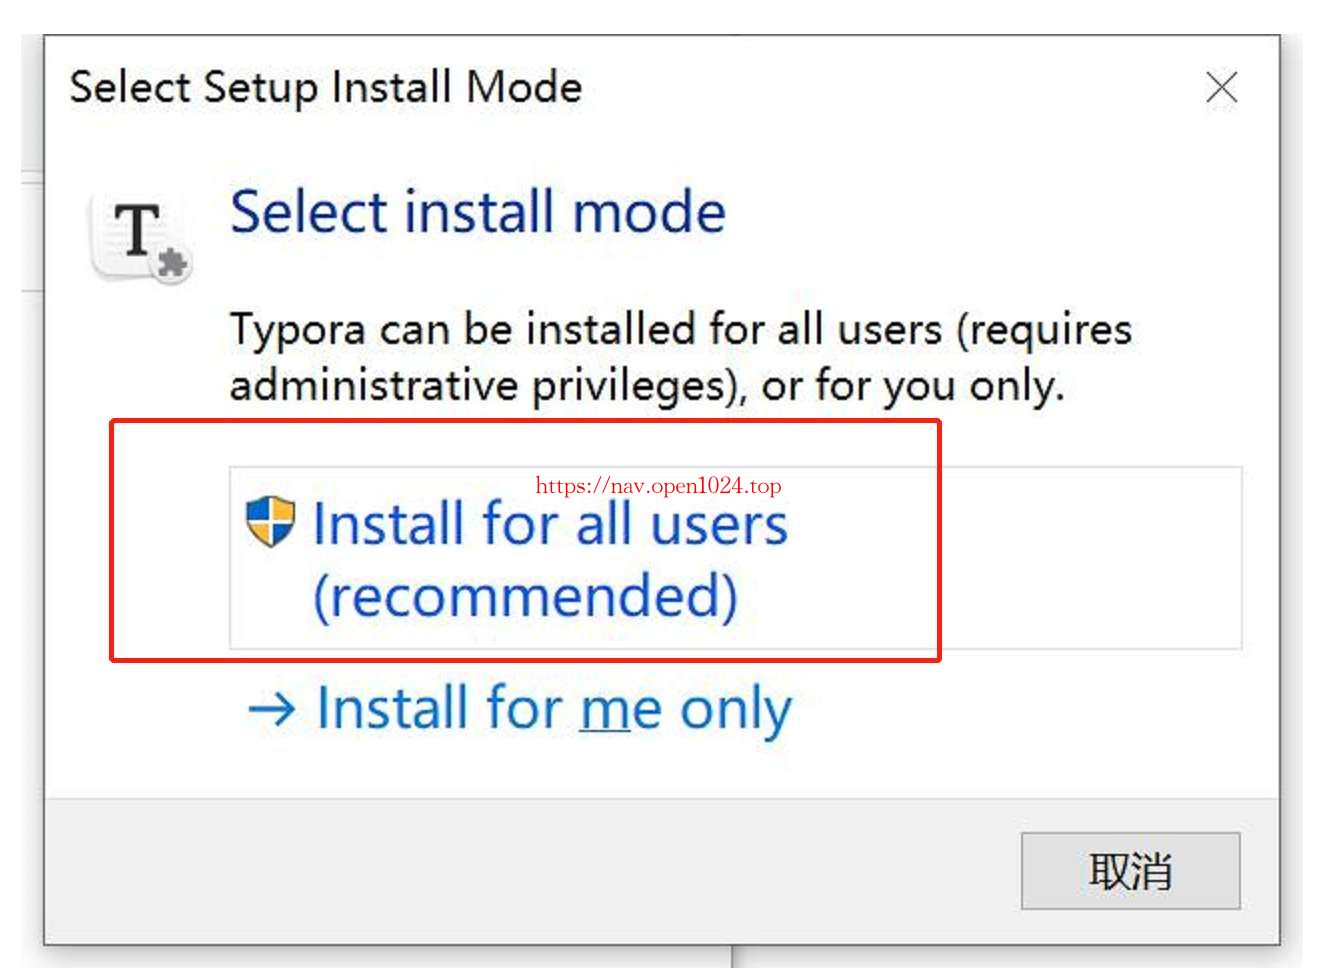 Select Setup Install Mode
T
Select install mode
Typora can be installed for all users (requires
administrative privileges), or for you only.
https://nav.open1024.top
Install for all users
(recommended)
→ Install for me only
取消